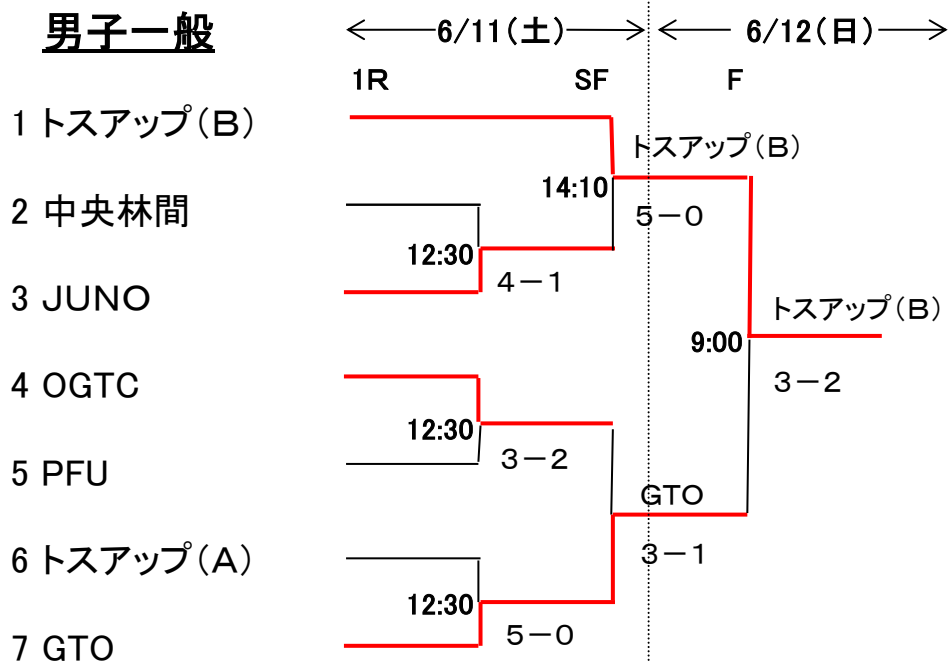 男子一般
6/11(土)
6/12(日)
1R
SF
F
1 トスアップ(B)
トスアップ(B)
14:10
2 中央林間
5-0
12:30
4-1
3 JUNO
トスアップ(B)
9:00
4 OGTC
3-2
12:30
3-2
5 PFU
GTO
6 トスアップ(A)
3-1
12:30
5-0
7 GTO